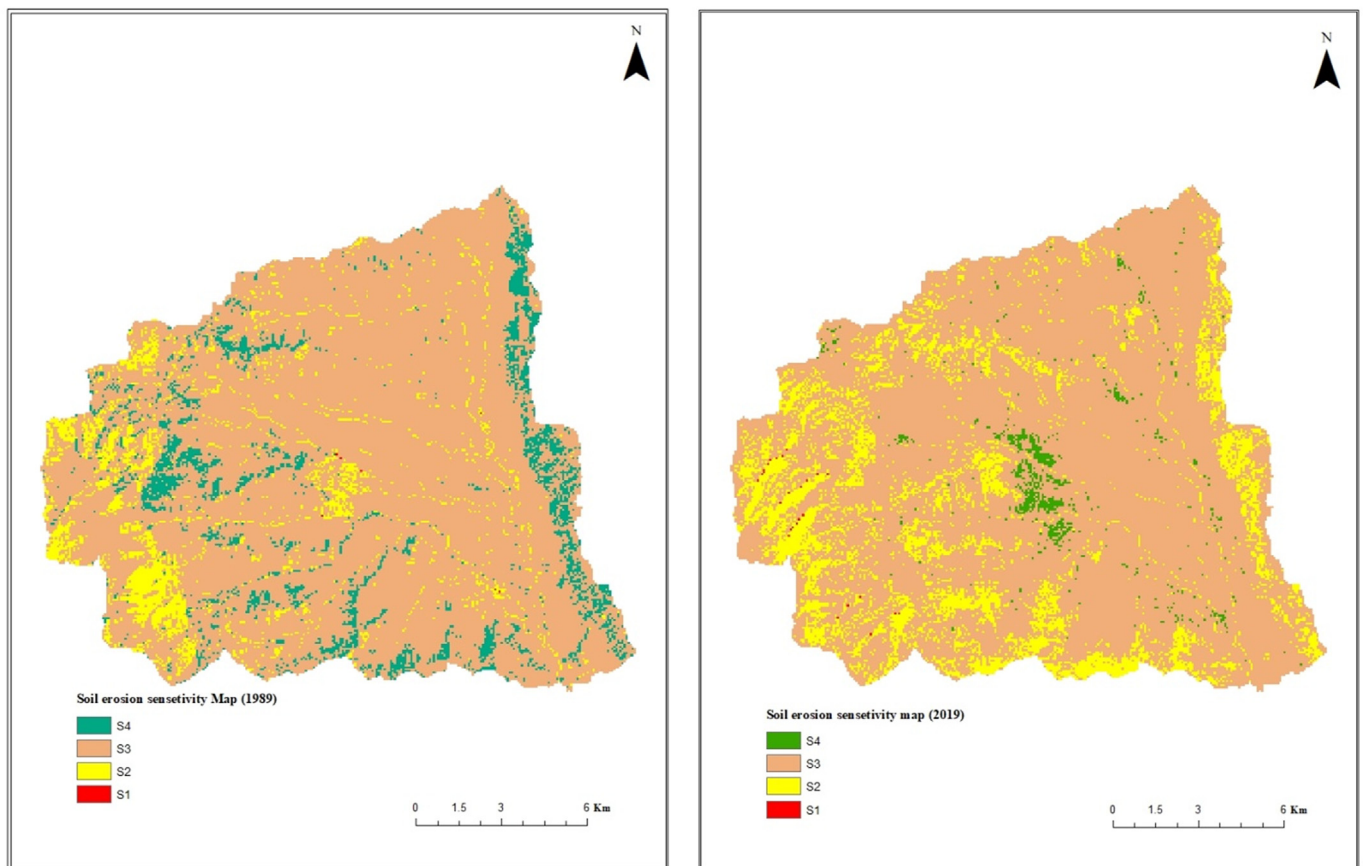 N
Soil erosion sensetivity Map (1989)
S4
S3
S2
S1
0 1.5 3 6 Km
N
Soil erosion sensetivity map (2019)
S4
S3
S2
S1
0 1.5 3 6 Km